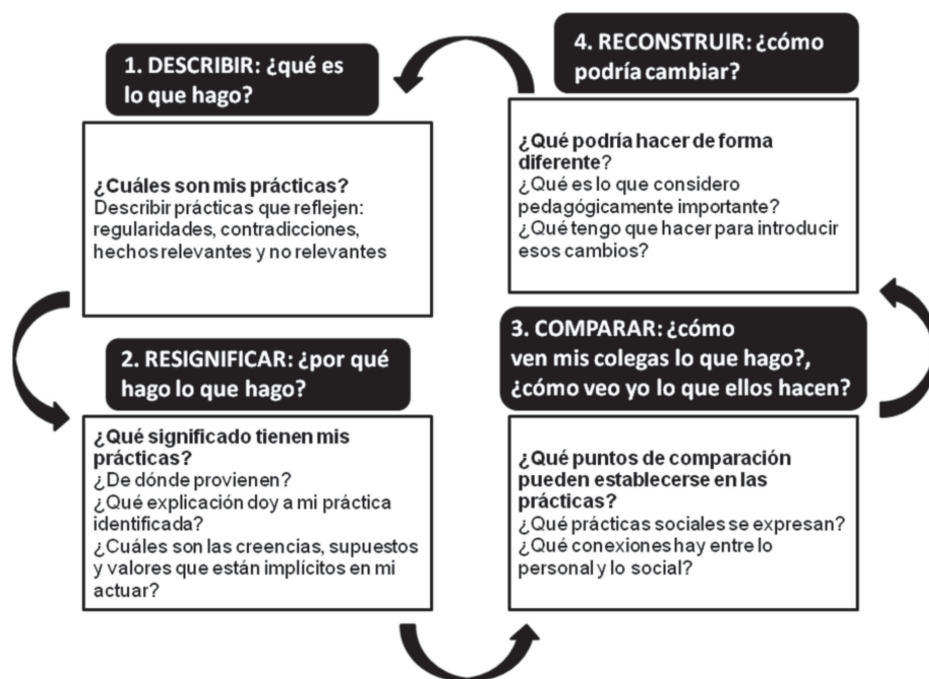 1. DESCRIBIR: ¿qué es
lo que hago?
¿Cuáles son mis prácticas?
Describir prácticas que reflejen:
regularidades, contradicciones,
hechos relevantes y no relevantes
2. RESIGNIFICAR: ¿por qué
hago lo que hago?
¿Qué significado tienen mis
prácticas?
¿De dónde provienen?
¿Qué explicación doy a mi práctica
identificada?
¿Cuáles son las creencias, supuestos
y valores que están implícitos en mi
actuar?
3. COMPARAR: ¿cómo
ven mis colegas lo que hago?,
¿cómo veo yo lo que ellos hacen?
¿Qué puntos de comparación
pueden establecerse en las
prácticas?
¿Qué prácticas sociales se expresan?
¿Qué conexiones hay entre lo
personal y lo social?
4. RECONSTRUIR: ¿cómo
podría cambiar?
¿Qué podría hacer de forma
diferente?
¿Qué es lo que considero
pedagógicamente importante?
¿Qué tengo que hacer para introducir
esos cambios?